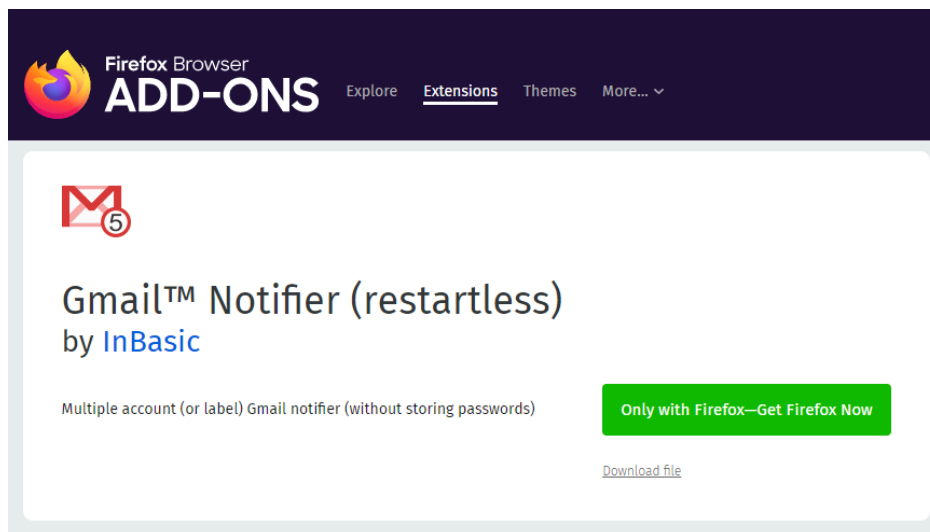 Firefox Browser
ADD-ONS
Explore Extensions Themes More...
5
Gmail™ Notifier (restartless)
by InBasic
Multiple account (or label) Gmail notifier (without storing passwords)
Only with Firefox—Get Firefox Now
Download file